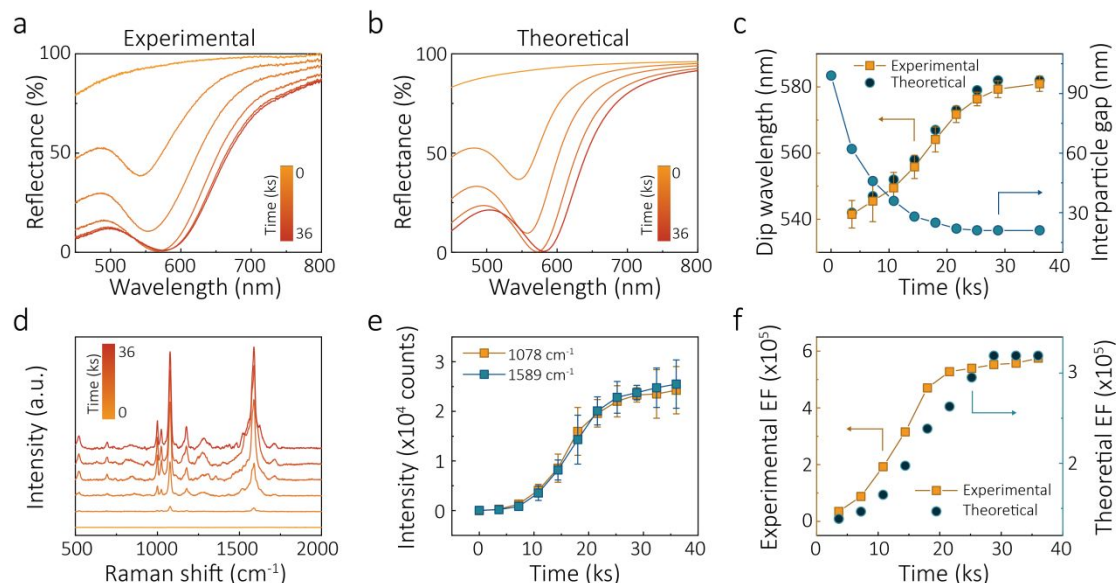 a
Experimental
Reflectance (%)
100
50
0
Time (ks)
0
36
500
600
700
800
Wavelength (nm)
b
Theoretical
Reflectance (%)
100
50
0
Time (ks)
0
36
500
600
700
800
Wavelength (nm)
c
Experimental
Theoretical
Dip wavelength (nm)
580
560
540
Interparticle gap (nm)
90
60
30
0
10
20
30
40
Time (ks)
d
Intensity (a.u.)
Time (ks)
36
0
500
1000
1500
2000
Raman shift (cm-1)
e
1078 cm-1
1589 cm-1
Intensity (x10⁴ counts)
3
2
1
0
0
10
20
30
40
Time (ks)
f
Experimental EF (x10⁵)
6
4
2
0
Theoretial EF (x10⁵)
3
2
Experimental
Theoretical
0
10
20
30
40
Time (ks)